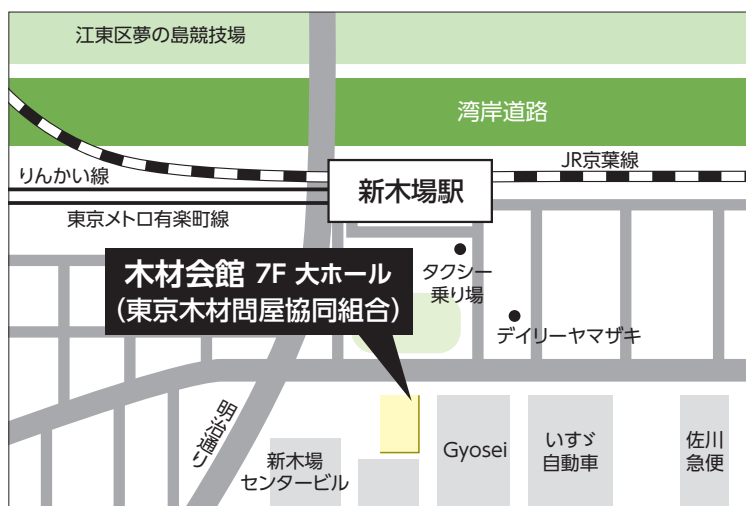 江東区夢の島競技場
湾岸道路
JR京葉線
りんかい線
新木場駅
東京メトロ有楽町線
木材会館 7F 大ホール
（東京木材問屋協同組合）
タクシー
乗り場
デイリーヤマザキ
明治通り
新木場
センタービル
Gyosei
いすゞ
自動車
佐川
急便